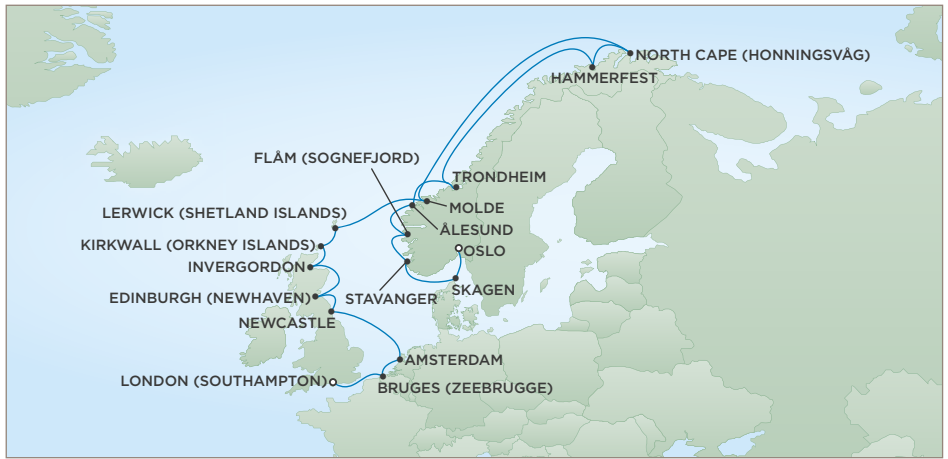 NORTH CAPE (HONNINGSVÅG)
HAMMERFEST
FLÅM (SOGNEFJORD)
TRONDHEIM
MOLDE
LERWICK (SHETLAND ISLANDS)
ÅLESUND
KIRKWALL (ORKNEY ISLANDS)
OSLO
INVERGORDON
SKAGEN
EDINBURGH (NEWHAVEN)
STAVANGER
NEWCASTLE
AMSTERDAM
LONDON (SOUTHAMPTON)
BRUGES (ZEEBRUGGE)